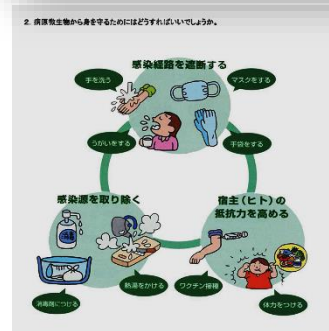 2. 病原微生物から身を守るためにはどうすればいいでしょうか。
感染経路を遮断する
手を洗う
マスクをする
うがいをする
手袋をする
感染源を取り除く
宿主(ヒト)の
抵抗力を高める
熱湯をかける
ワクチン接種
消毒剤につける
体力をつける